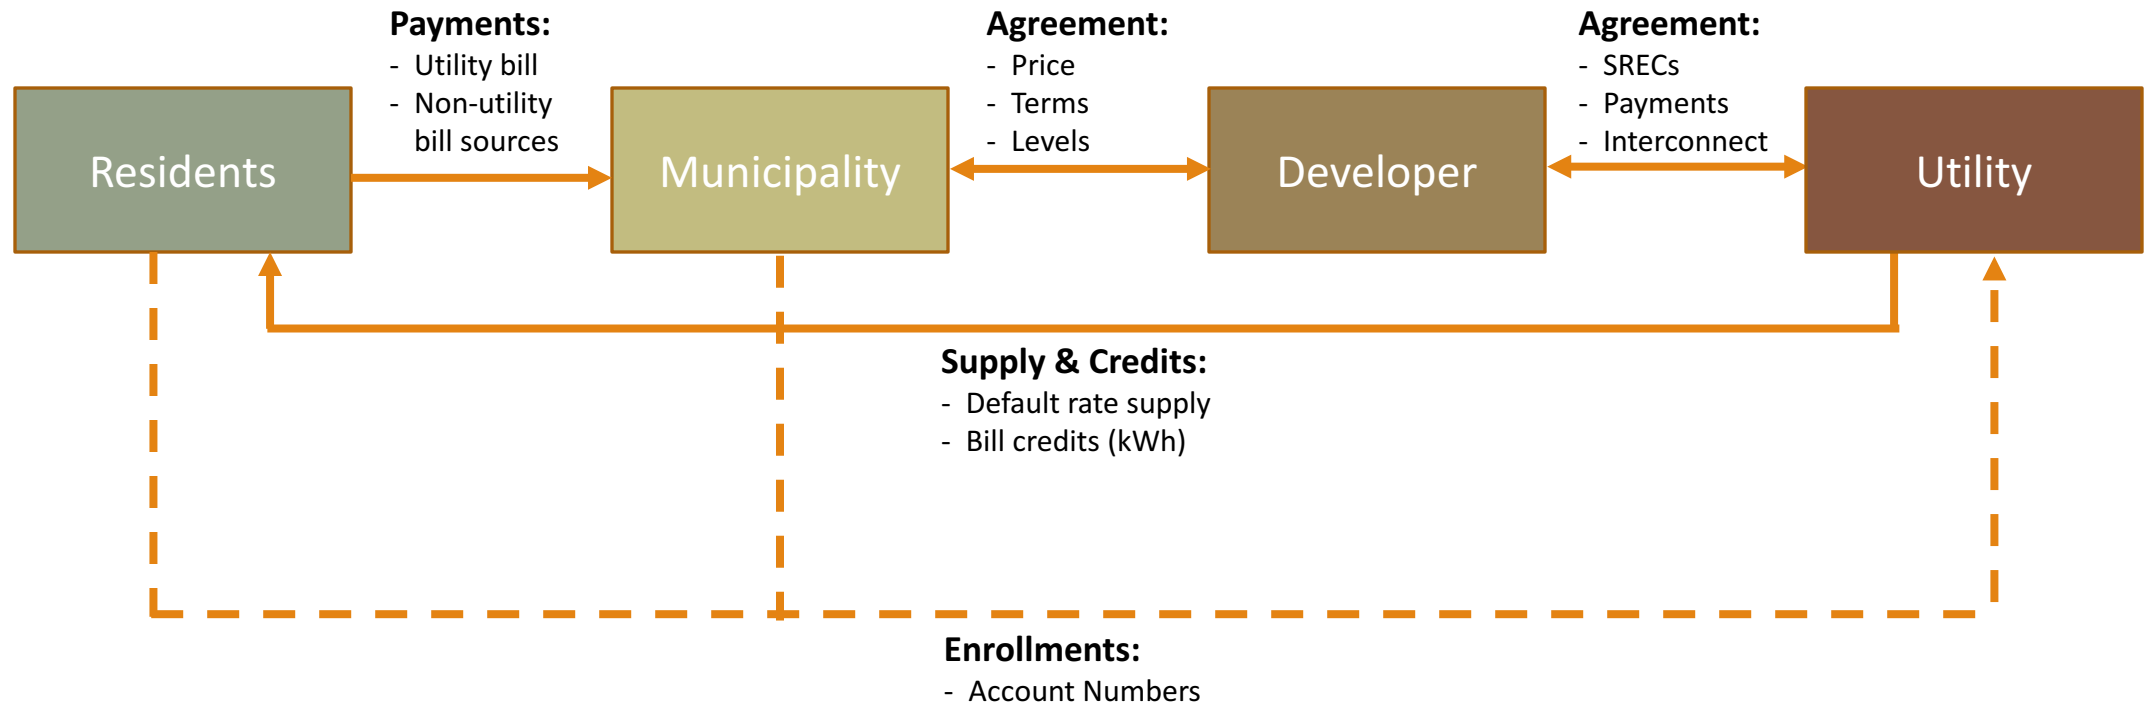 Payments:
- Utility bill
- Non-utility
bill sources
Agreement:
- Price
- Terms
- Levels
Agreement:
- SRECs
- Payments
- Interconnect
Residents
Municipality
Developer
Utility
Supply & Credits:
- Default rate supply
- Bill credits (kWh)
Enrollments:
- Account Numbers